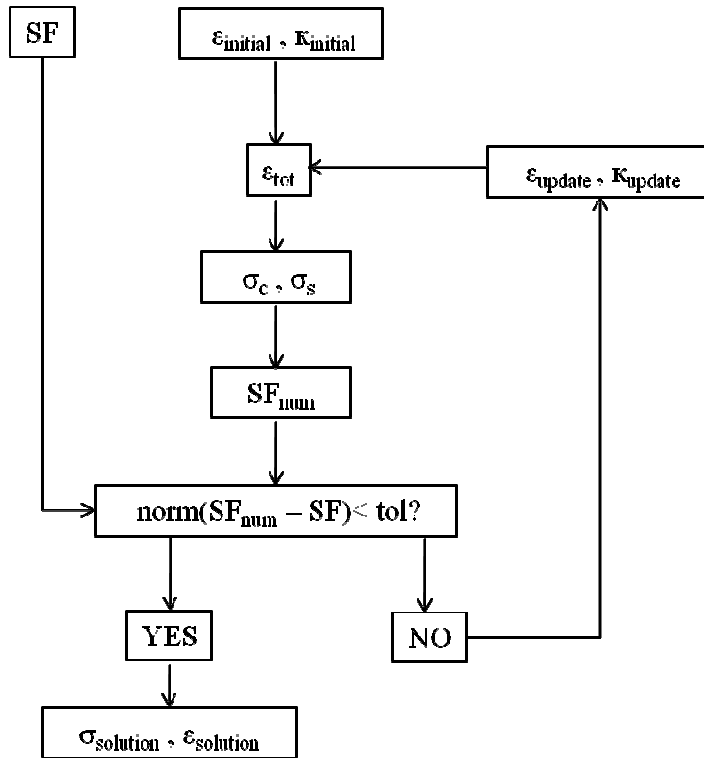 SF
ε_initial , κ_initial
ε_tot
ε_update , κ_update
σ_c , σ_s
SF_num
norm(SF_num – SF)< tol?
YES
NO
σ_solution , ε_solution